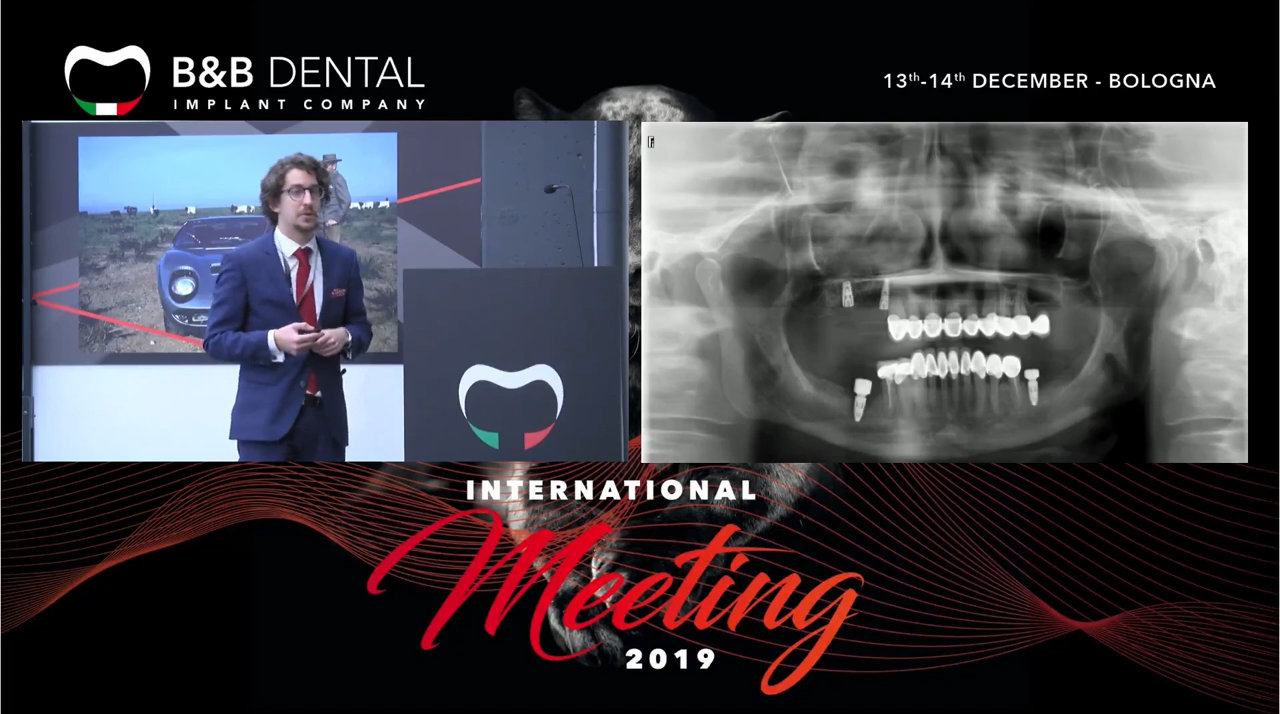 B&B DENTAL
IMPLANT COMPANY
13th-14th DECEMBER - BOLOGNA
INTERNATIONAL
Meeting
2019